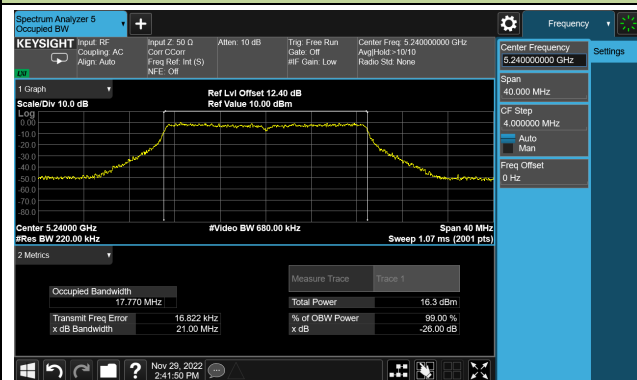 Spectrum Analyzer 5
Occupied BW
Frequency
KEYSIGHT
Input: RF
Coupling: AC
Align: Auto
Input Z: 50 Ω
Corr CCorr
Freq Ref: Int (S)
NFE: Off
Atten: 10 dB
Trig: Free Run
Gate: Off
#IF Gain: Low
Center Freq: 5.240000000 GHz
Avg|Hold:>10/10
Radio Std: None
Center Frequency
5.240000000 GHz
Settings
Span
40.000 MHz
CF Step
4.000000 MHz
Auto
Man
Freq Offset
0 Hz
1 Graph
Scale/Div 10.0 dB
Ref Lvl Offset 12.40 dB
Ref Value 10.00 dBm
Log
0.00
-10.0
-20.0
-30.0
-40.0
-50.0
-60.0
-70.0
-80.0
Center 5.24000 GHz
#Video BW 680.00 kHz
Span 40 MHz
#Res BW 220.00 kHz
Sweep 1.07 ms (2001 pts)
2 Metrics
Measure Trace
Trace 1
Occupied Bandwidth
17.770 MHz
Total Power
16.3 dBm
Transmit Freq Error
16.822 kHz
% of OBW Power
99.00 %
x dB Bandwidth
21.00 MHz
x dB
-26.00 dB
?
Nov 29, 2022
2:41:50 PM